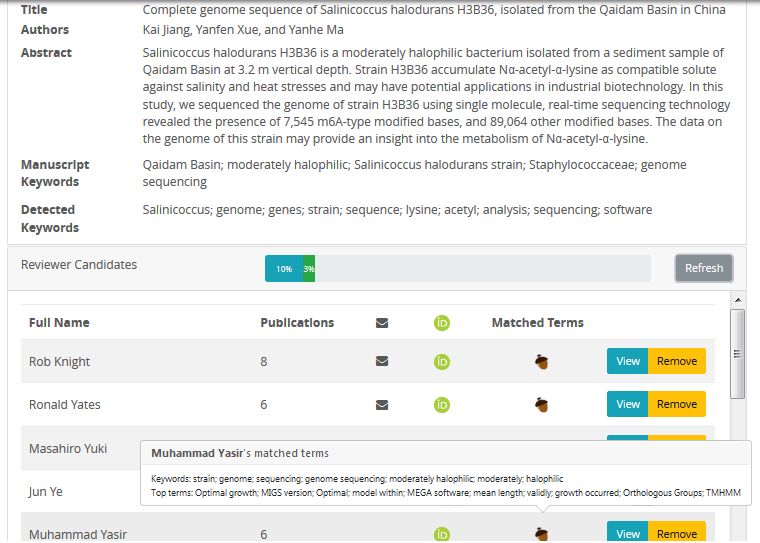 Title Complete genome sequence of Salinicoccus halodurans H3B36, isolated from the Qaidam Basin in China
Authors Kai Jiang, Yanfen Xue, and Yanhe Ma
Abstract Salinicoccus halodurans H3B36 is a moderately halophilic bacterium isolated from a sediment sample of
Qaidam Basin at 3.2 m vertical depth. Strain H3B36 accumulate Nα-acetyl-α-lysine as compatible solute
against salinity and heat stresses and may have potential applications in industrial biotechnology. In this
study, we sequenced the genome of strain H3B36 using single molecule, real-time sequencing technology
revealed the presence of 7,545 m6A-type modified bases, and 89,064 other modified bases. The data on
the genome of this strain may provide an insight into the metabolism of Nα-acetyl-α-lysine.
Manuscript Qaidam Basin; moderately halophilic; Salinicoccus halodurans strain; Staphylococcaceae; genome
Keywords sequencing
Detected Salinicoccus; genome; genes; strain; sequence; lysine; acetyl; analysis; sequencing; software
Keywords
Reviewer Candidates 10% 3% Refresh
Full Name Publications iD Matched Terms
Rob Knight 8 iD View Remove
Ronald Yates 6 iD View Remove
Masahiro Yuki
Muhammad Yasir's matched terms
Keywords: strain; genome; sequencing; genome sequencing; moderately halophilic; moderately; halophilic
Jun Ye
Top terms: Optimal growth; MIGS version; Optimal; model within; MEGA software; mean length; validly; growth occurred; Orthologous Groups; TMHMM
Muhammad Yasir 6 iD View Remove